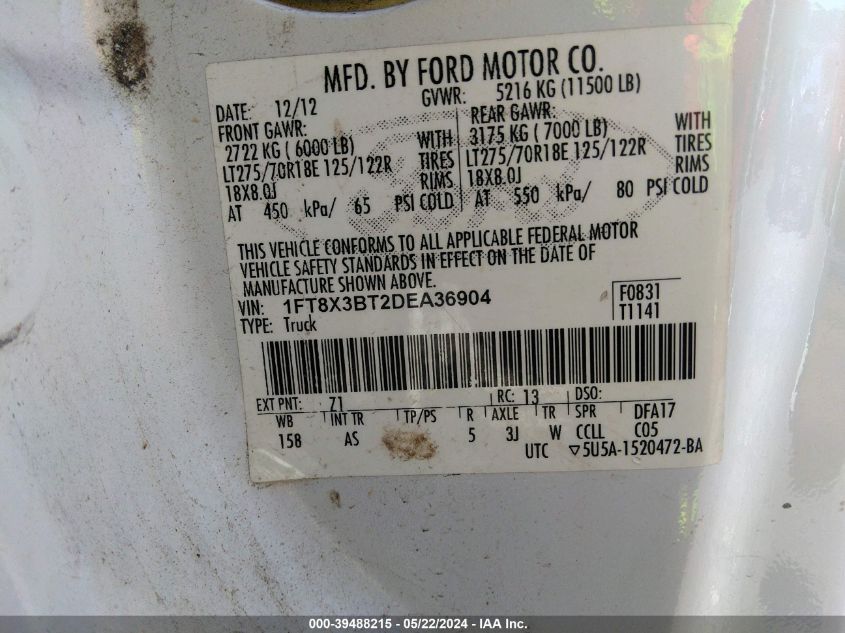 MFD. BY FORD MOTOR CO.
DATE: 12/12 GVWR: 5216 KG (11500 LB)
FRONT GAWR: REAR GAWR:
2722 KG ( 6000 LB) WITH 3175 KG ( 7000 LB) WITH
LT275/70R18E 125/122R TIRES LT275/70R18E 125/122R TIRES
18X8.0J RIMS 18X8.0J RIMS
AT 450 kPa/ 65 PSI COLD AT 550 kPa/ 80 PSI COLD
THIS VEHICLE CONFORMS TO ALL APPLICABLE FEDERAL MOTOR
VEHICLE SAFETY STANDARDS IN EFFECT ON THE DATE OF
MANUFACTURE SHOWN ABOVE.
VIN: 1FT8X3BT2DEA36904 F0831
TYPE: Truck T1141
EXT PNT: Z1 RC: 13 DSO:
WB INT TR TP/PS R AXLE TR SPR DFA17
158 AS 5 3J W CCLL C05
UTC ▽5U5A-1520472-BA
000-39488215 - 05/22/2024 - IAA Inc.